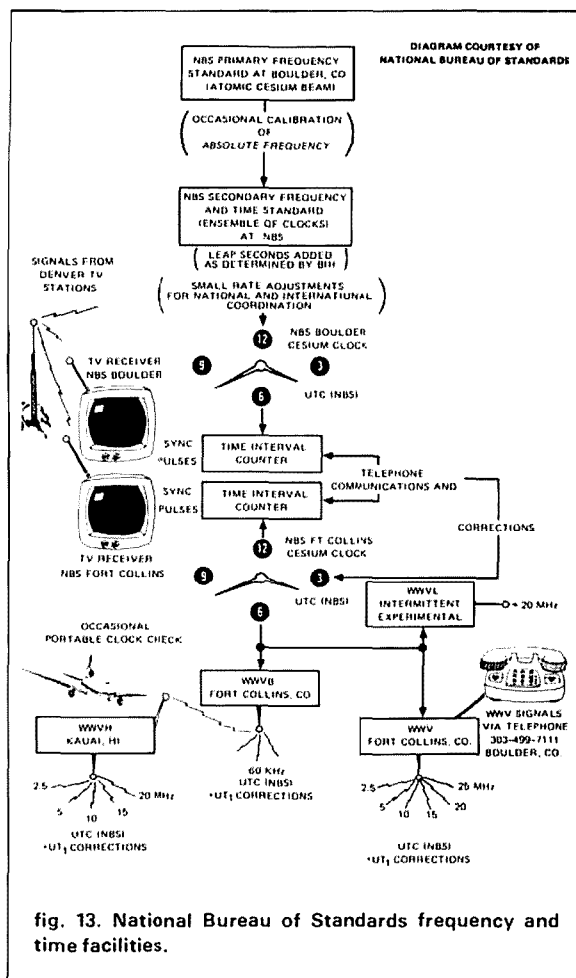 DIAGRAM COURTESY OF
NATIONAL BUREAU OF STANDARDS
NBS PRIMARY FREQUENCY
STANDARD AT BOULDER, CO
(ATOMIC CESIUM BEAM)
OCCASIONAL CALIBRATION
OF
ABSOLUTE FREQUENCY
NBS SECONDARY FREQUENCY
AND TIME STANDARD
(ENSEMBLE OF CLOCKS)
AT NBS
LEAP SECONDS ADDED
AS DETERMINED BY BIH
SMALL RATE ADJUSTMENTS
FOR NATIONAL AND INTERNATIONAL
COORDINATION
SIGNALS FROM
DENVER TV
STATIONS
12
NBS BOULDER
CESIUM CLOCK
9
3
6
UTC (NBS)
TV RECEIVER
NBS BOULDER
SYNC
PULSES
TIME INTERVAL
COUNTER
TELEPHONE
COMMUNICATIONS AND
CORRECTIONS
SYNC
PULSES
TIME INTERVAL
COUNTER
TV RECEIVER
NBS FORT COLLINS
12
NBS FT COLLINS
CESIUM CLOCK
9
3
6
UTC (NBS)
WWVL
INTERMITTENT
EXPERIMENTAL
20 MHz
OCCASIONAL
PORTABLE CLOCK CHECK
WWVH
KAUAI, HI
2.5
5
10
15
20 MHz
UTC (NBS)
+UT1 CORRECTIONS
WWVB
FORT COLLINS, CO
60 KHz
UTC (NBS)
+UT1 CORRECTIONS
WWV
FORT COLLINS, CO.
2.5
5
10
15
20
25 MHz
UTC (NBS)
+UT1 CORRECTIONS
WWV SIGNALS
VIA TELEPHONE
303-499-7111
BOULDER, CO.
fig. 13. National Bureau of Standards frequency and
time facilities.